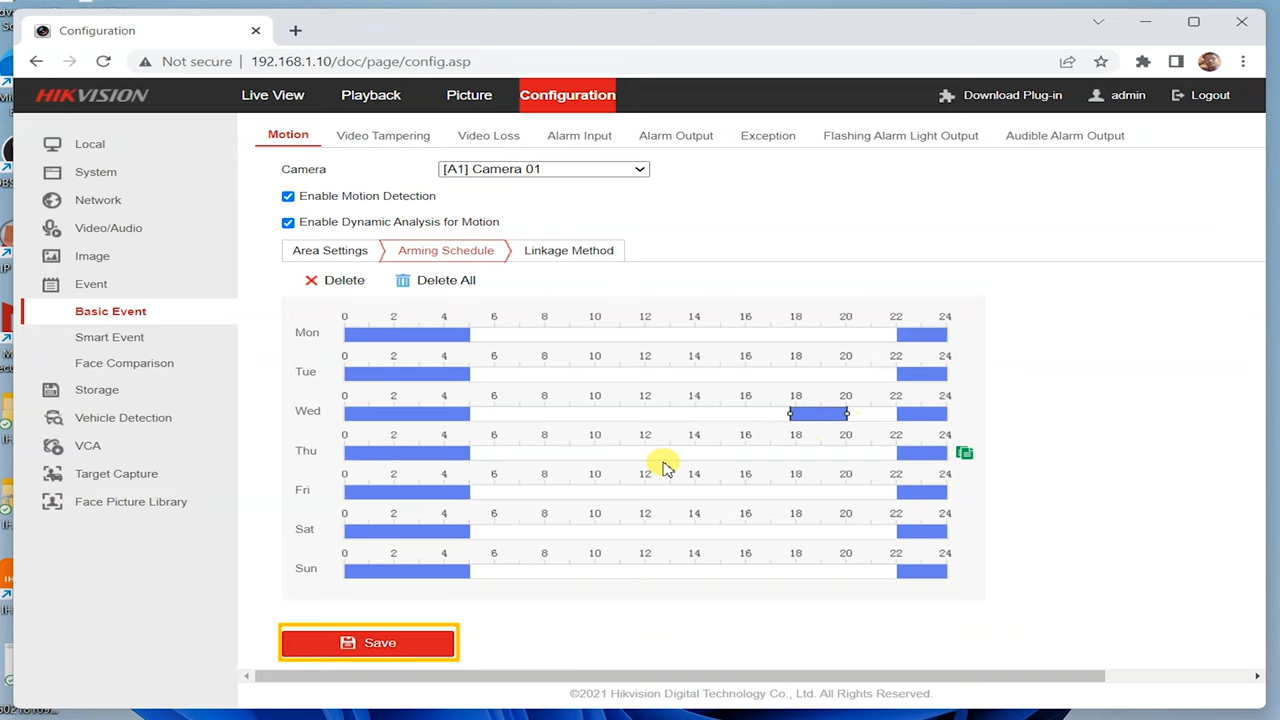 Configuration
Not secure | 192.168.1.10/doc/page/config.asp
HIKVISION Live View Playback Picture Configuration Download Plug-in admin Logout
Local
System
Network
Video/Audio
Image
Event
Basic Event
Smart Event
Face Comparison
Storage
Vehicle Detection
VCA
Target Capture
Face Picture Library
Motion Video Tampering Video Loss Alarm Input Alarm Output Exception Flashing Alarm Light Output Audible Alarm Output
Camera [A1] Camera 01
Enable Motion Detection
Enable Dynamic Analysis for Motion
Area Settings Arming Schedule Linkage Method
Delete Delete All
0 2 4 6 8 10 12 14 16 18 20 22 24
Mon
0 2 4 6 8 10 12 14 16 18 20 22 24
Tue
0 2 4 6 8 10 12 14 16 18 20 22 24
Wed
0 2 4 6 8 10 12 14 16 18 20 22 24
Thu
0 2 4 6 8 10 12 14 16 18 20 22 24
Fri
0 2 4 6 8 10 12 14 16 18 20 22 24
Sat
0 2 4 6 8 10 12 14 16 18 20 22 24
Sun
Save
©2021 Hikvision Digital Technology Co., Ltd. All Rights Reserved.